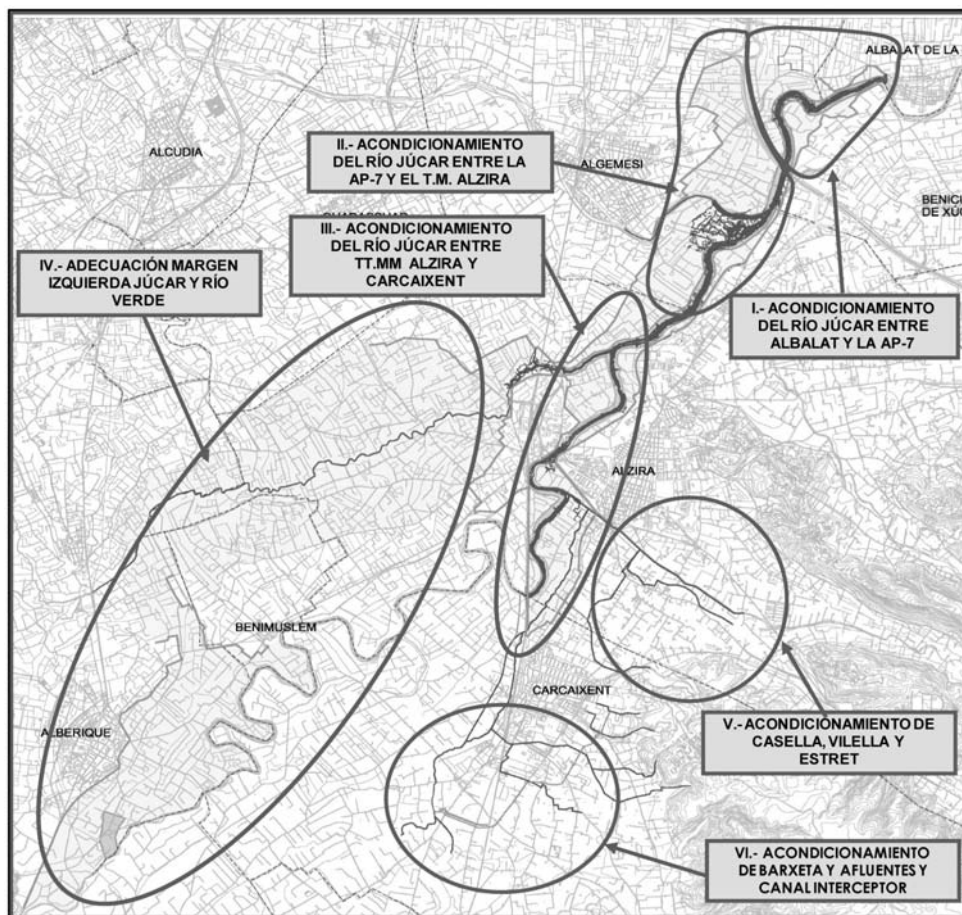 ALBALAT DE LA
ALCUDIA
II.- ACONDICIONAMIENTO
DEL RÍO JÚCAR ENTRE LA
AP-7 Y EL T.M. ALZIRA
ALGEMESI
BENIC
DE XÚ
III.- ACONDICIONAMIENTO
DEL RÍO JÚCAR ENTRE
TT.MM ALZIRA Y
CARCAIXENT
IV.- ADECUACIÓN MARGEN
IZQUIERDA JÚCAR Y RÍO
VERDE
I.- ACONDICIONAMIENTO
DEL RÍO JÚCAR ENTRE
ALBALAT Y LA AP-7
ALZIRA
BENIMUSLEM
CARCAIXENT
ALBERIQUE
V.- ACONDICIONAMIENTO DE
CASELLA, VILELLA Y
ESTRET
VI.- ACONDICIONAMIENTO
DE BARXETA Y AFLUENTES Y
CANAL INTERCEPTOR